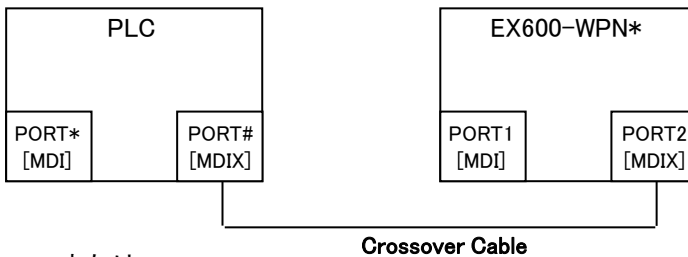 PLC
EX600-WPN*
PORT*
[MDI]
PORT#
[MDIX]
PORT1
[MDI]
PORT2
[MDIX]
Crossover Cable